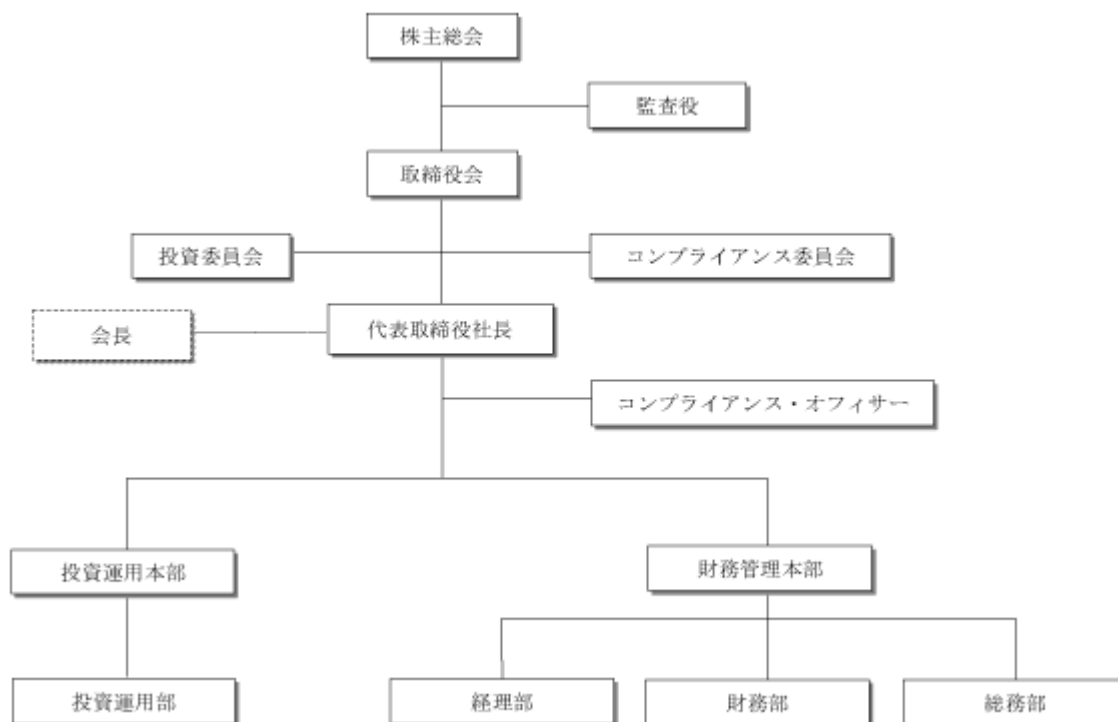 株主総会
監査役
取締役会
投資委員会
コンプライアンス委員会
会長
代表取締役社長
コンプライアンス・オフィサー
投資運用本部
財務管理本部
投資運用部
経理部
財務部
総務部